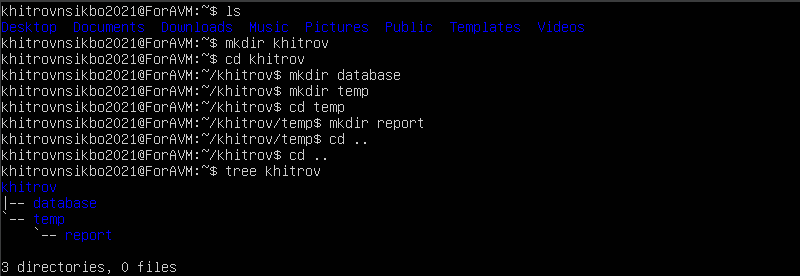 khitrovnsikbo2021@ForAVM:~$ ls
Desktop  Documents  Downloads  Music  Pictures  Public  Templates  Videos
khitrovnsikbo2021@ForAVM:~$ mkdir khitrov
khitrovnsikbo2021@ForAVM:~$ cd khitrov
khitrovnsikbo2021@ForAVM:~/khitrov$ mkdir database
khitrovnsikbo2021@ForAVM:~/khitrov$ mkdir temp
khitrovnsikbo2021@ForAVM:~/khitrov$ cd temp
khitrovnsikbo2021@ForAVM:~/khitrov/temp$ mkdir report
khitrovnsikbo2021@ForAVM:~/khitrov/temp$ cd ..
khitrovnsikbo2021@ForAVM:~/khitrov$ cd ..
khitrovnsikbo2021@ForAVM:~$ tree khitrov
khitrov
|-- database
`-- temp
    `-- report
3 directories, 0 files